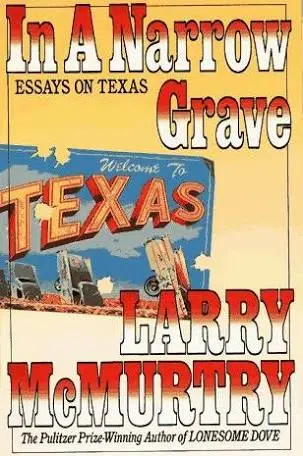 In A Narrow
ESSAYS ON TEXAS
Grave
Welcome To
TEXAS
LARRY
McMURTRY
The Pulitzer Prize-Winning Author of LONESOME DOVE